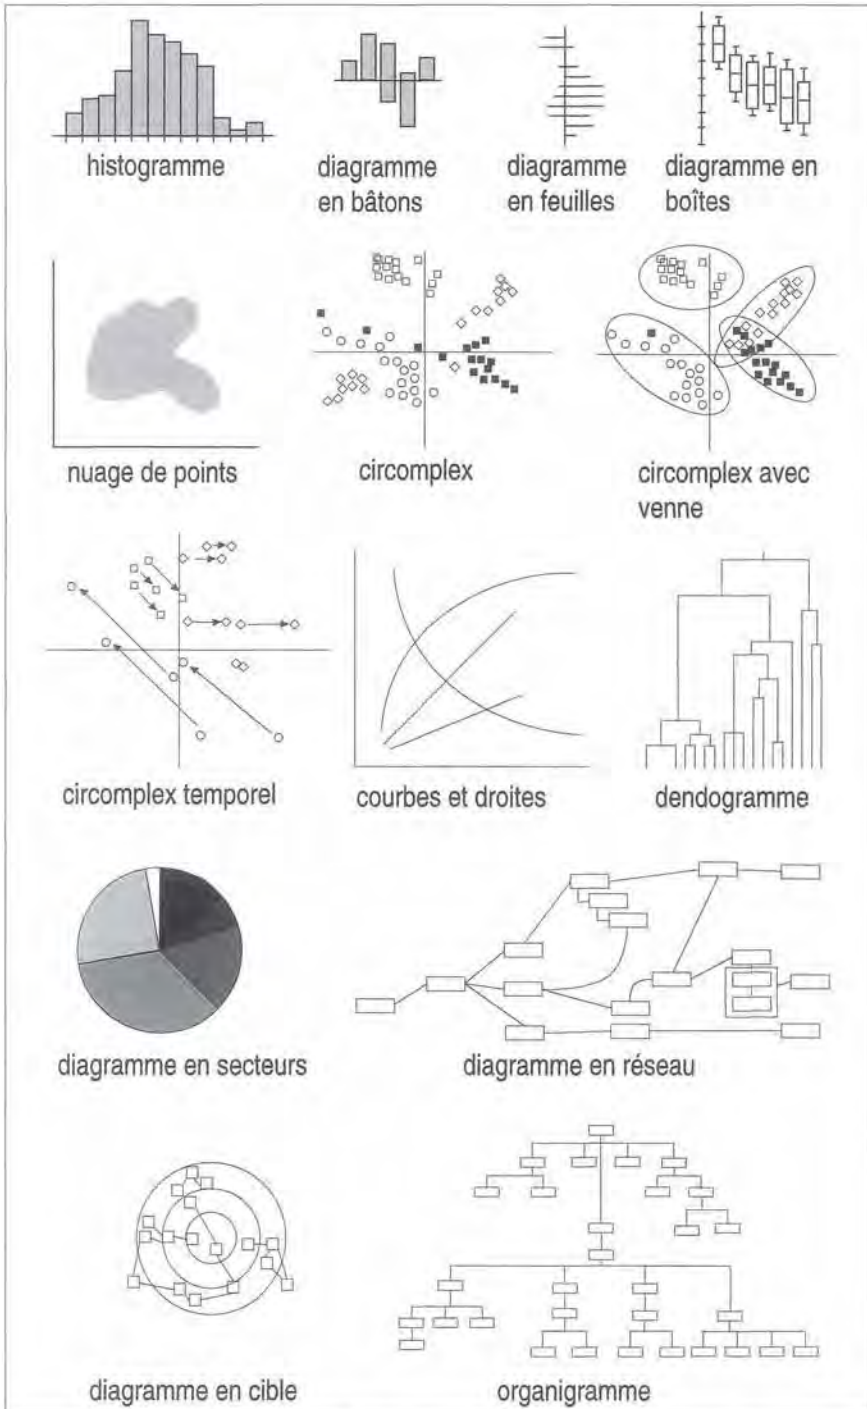 histogramme
diagramme
en bâtons
diagramme
en feuilles
diagramme en
boîtes
nuage de points
circomplex
circomplex avec
venne
circomplex temporel
courbes et droites
dendogramme
diagramme en secteurs
diagramme en réseau
diagramme en cible
organigramme